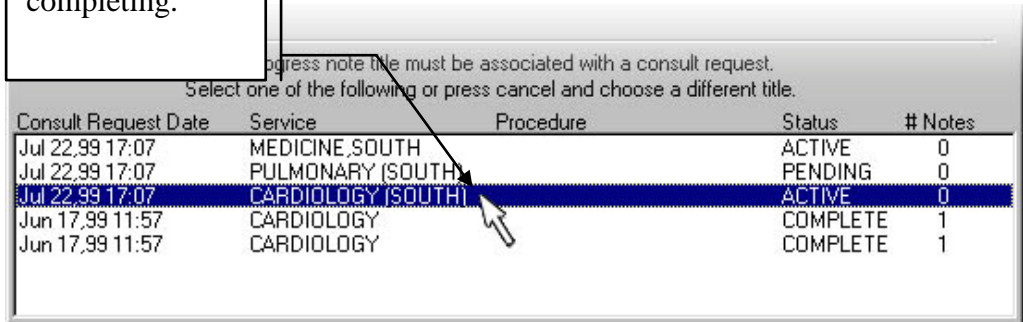 completing.
progress note title must be associated with a consult request.
Select one of the following or press cancel and choose a different title.
Consult Request Date Service Procedure Status # Notes
Jul 22,99 17:07 MEDICINE,SOUTH ACTIVE 0
Jul 22,99 17:07 PULMONARY (SOUTH) PENDING 0
Jul 22,99 17:07 CARDIOLOGY (SOUTH) ACTIVE 0
Jun 17,99 11:57 CARDIOLOGY COMPLETE 1
Jun 17,99 11:57 CARDIOLOGY COMPLETE 1